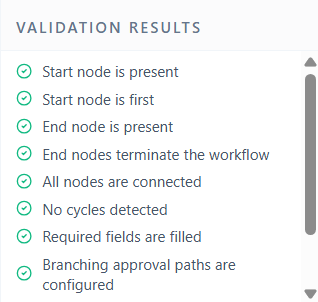 VALIDATION RESULTS
Start node is present
Start node is first
End node is present
End nodes terminate the workflow
All nodes are connected
No cycles detected
Required fields are filled
Branching approval paths are
configured